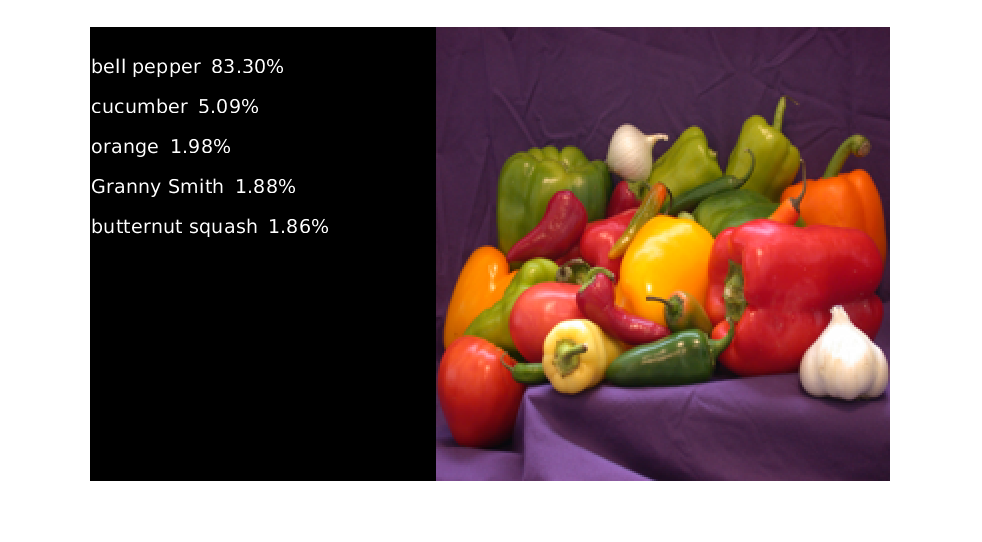 bell pepper 83.30%
cucumber 5.09%
orange 1.98%
Granny Smith 1.88%
butternut squash 1.86%